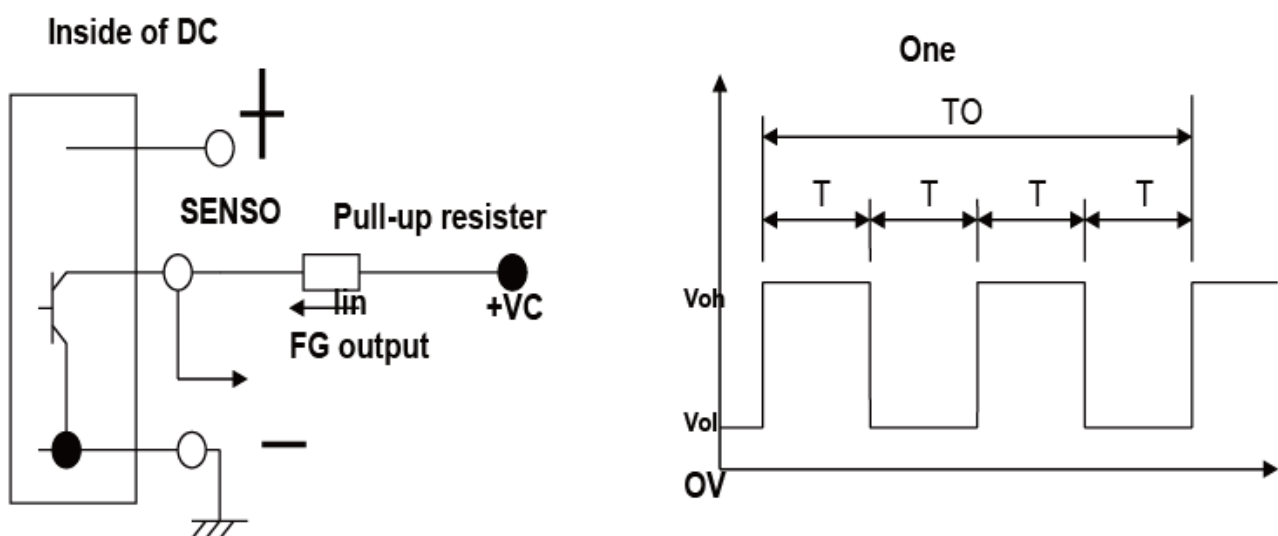 Inside of DC
+
SENSO
Pull-up resister
Iin
+VC
FG output
−
One
TO
T T T T
Voh
Vol
OV